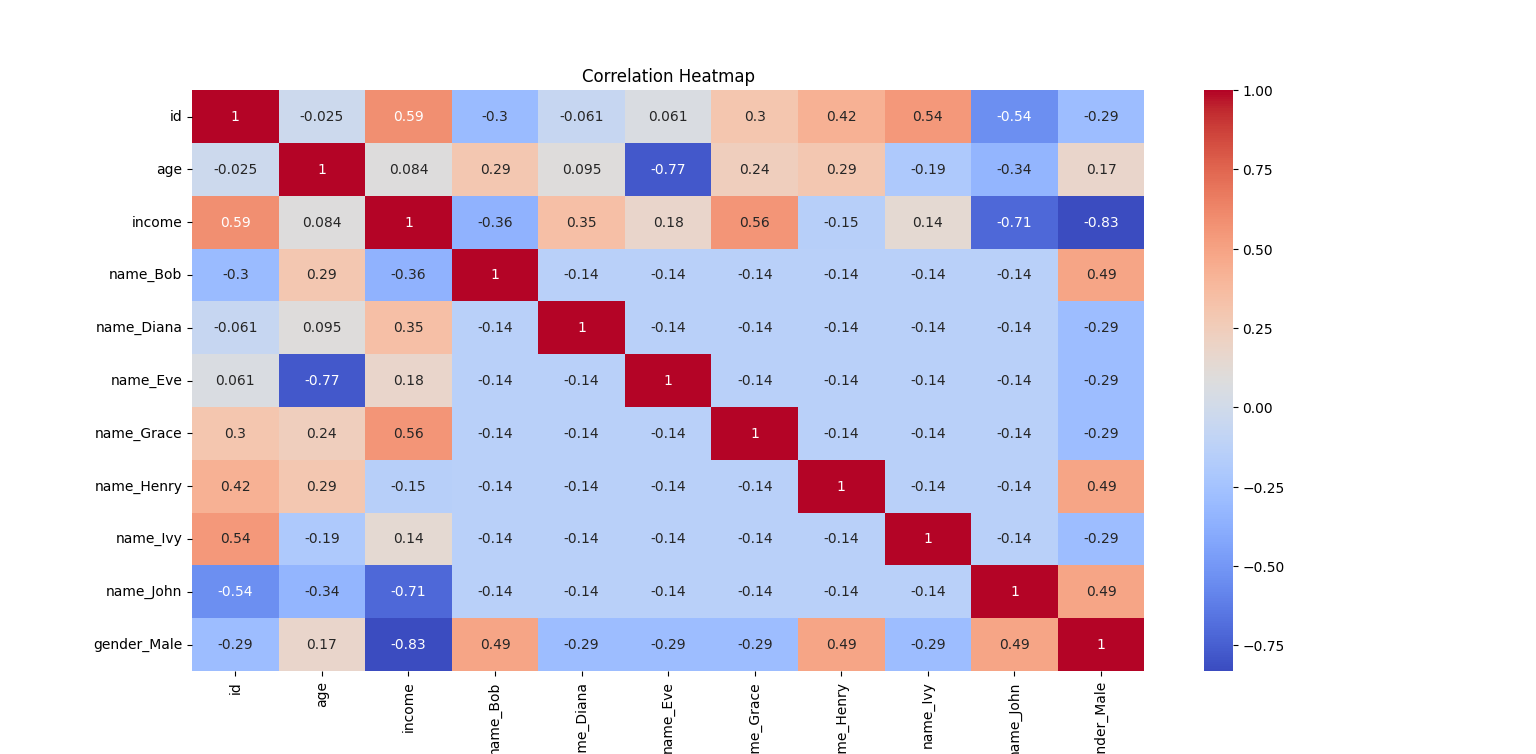 Correlation Heatmap
id 1 -0.025 0.59 -0.3 -0.061 0.061 0.3 0.42 0.54 -0.54 -0.29
age -0.025 1 0.084 0.29 0.095 -0.77 0.24 0.29 -0.19 -0.34 0.17
income 0.59 0.084 1 -0.36 0.35 0.18 0.56 -0.15 0.14 -0.71 -0.83
name_Bob -0.3 0.29 -0.36 1 -0.14 -0.14 -0.14 -0.14 -0.14 -0.14 0.49
name_Diana -0.061 0.095 0.35 -0.14 1 -0.14 -0.14 -0.14 -0.14 -0.14 -0.29
name_Eve 0.061 -0.77 0.18 -0.14 -0.14 1 -0.14 -0.14 -0.14 -0.14 -0.29
name_Grace 0.3 0.24 0.56 -0.14 -0.14 -0.14 1 -0.14 -0.14 -0.14 -0.29
name_Henry 0.42 0.29 -0.15 -0.14 -0.14 -0.14 -0.14 1 -0.14 -0.14 0.49
name_Ivy 0.54 -0.19 0.14 -0.14 -0.14 -0.14 -0.14 -0.14 1 -0.14 -0.29
name_John -0.54 -0.34 -0.71 -0.14 -0.14 -0.14 -0.14 -0.14 -0.14 1 0.49
gender_Male -0.29 0.17 -0.83 0.49 -0.29 -0.29 -0.29 0.49 -0.29 0.49 1
id age income name_Bob me_Diana name_Eve me_Grace me_Henry name_Ivy name_John nder_Male
1.00
0.75
0.50
0.25
0.00
−0.25
−0.50
−0.75